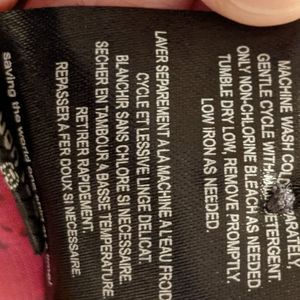 MACHINE WASH CO PARATELY,
GENTLE CYCLE WITH M DETERGENT.
ONLY NON-CHLORINE BLEACH AS NEEDED.
TUMBLE DRY LOW, REMOVE PROMPTLY.
LOW IRON AS NEEDED.
LAVER SEPAREMENT A LA MACHINE A L'EAU FROID
CYCLE ET LESSIVE LINGE DELICAT.
BLANCHIR SANS CHLORE SI NECESSAIRE.
SECHER EN TAMBOUR A BASSE TEMPERATURE
RETIRER RAPIDEMENT.
REPASSER A FER DOUX SI NECESSAIRE.
saving the world